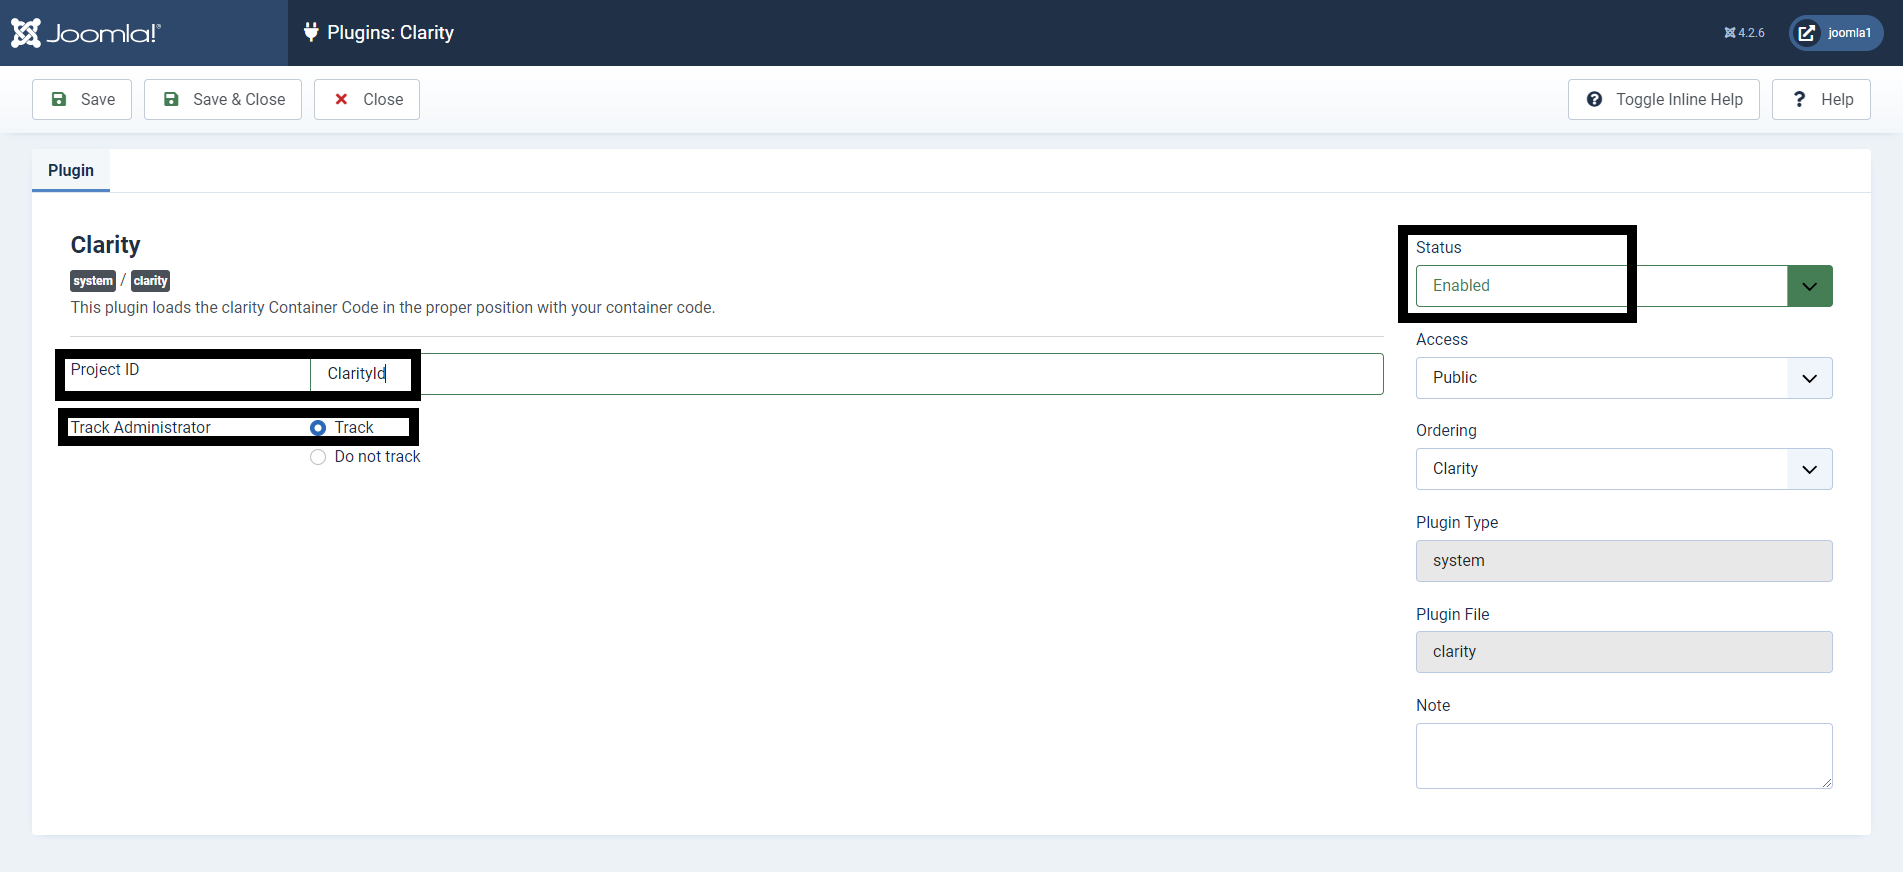 Joomla!®
Plugins: Clarity
4.2.6
joomla1
Save
Save & Close
Close
Toggle Inline Help
? Help
Plugin
Clarity
system / clarity
This plugin loads the clarity Container Code in the proper position with your container code.
Project ID
ClarityId
Track Administrator
Track
Do not track
Status
Enabled
Access
Public
Ordering
Clarity
Plugin Type
system
Plugin File
clarity
Note